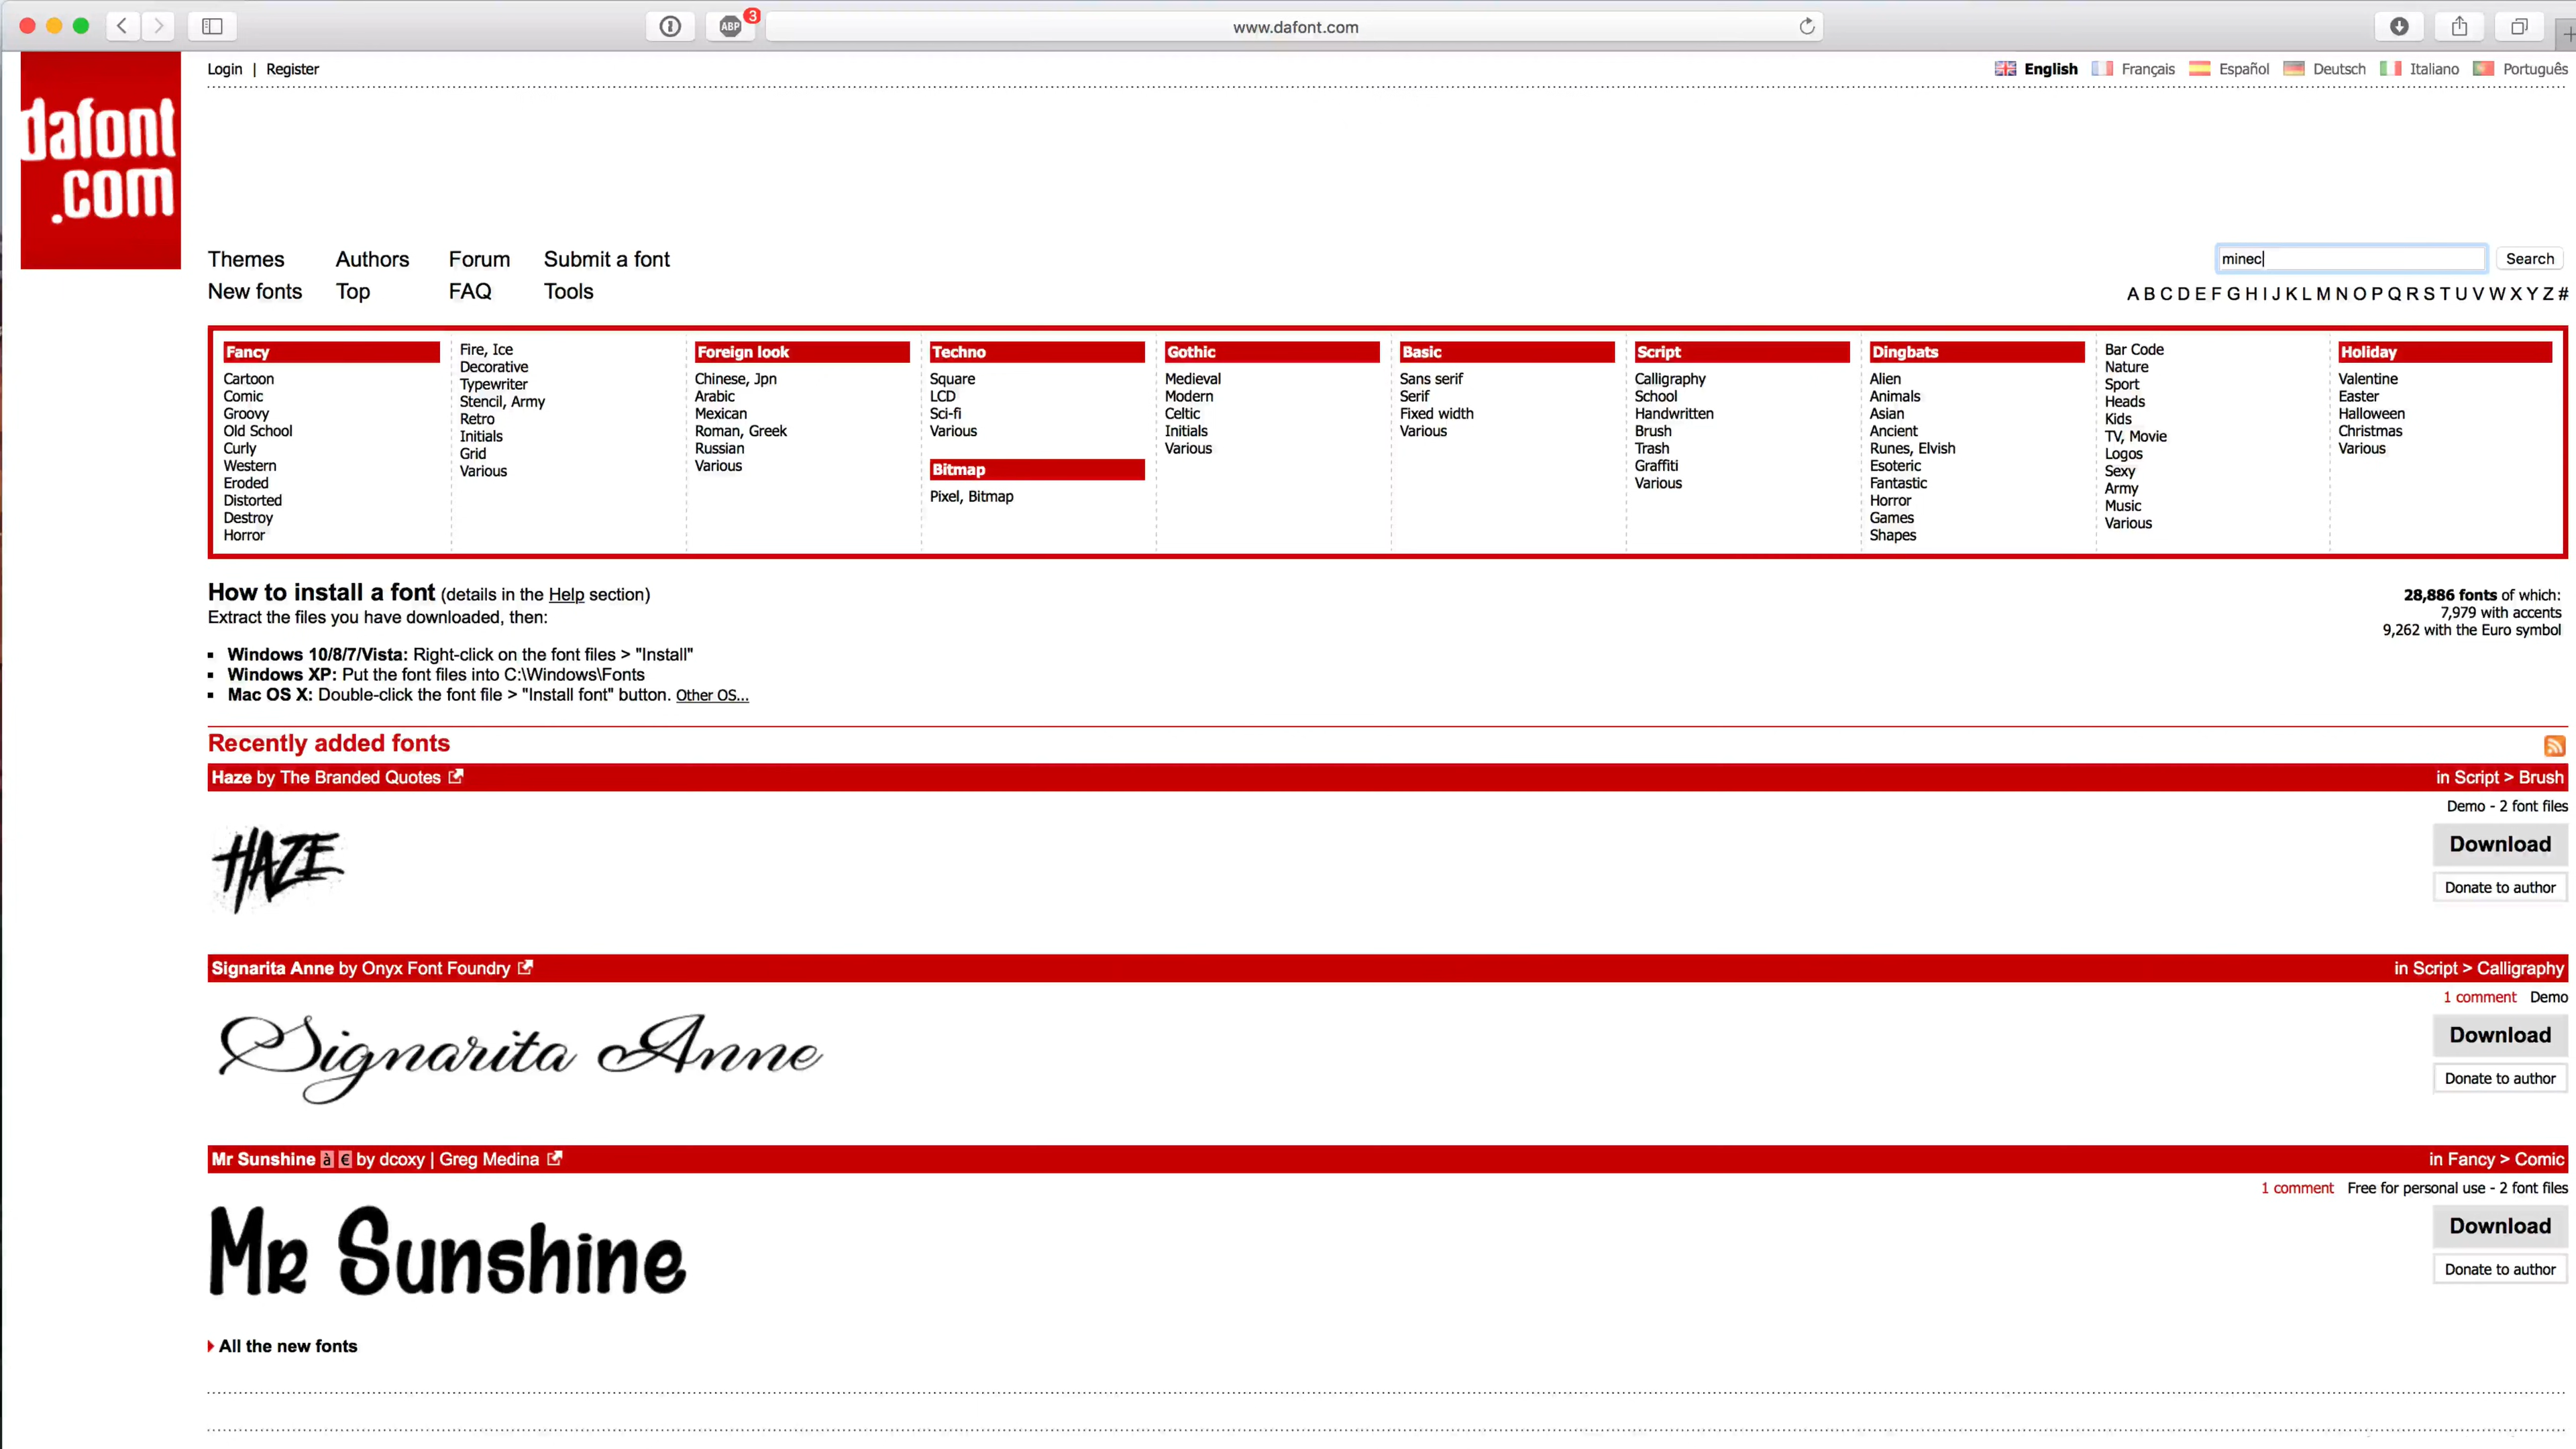 ABP
3
www.dafont.com
dafont
.com
Login | Register
English Français Español Deutsch Italiano Português
Themes Authors Forum Submit a font
New fonts Top FAQ Tools
minec
Search
A B C D E F G H I J K L M N O P Q R S T U V W X Y Z #
Fancy
Cartoon
Comic
Groovy
Old School
Curly
Western
Eroded
Distorted
Destroy
Horror
Fire, Ice
Decorative
Typewriter
Stencil, Army
Retro
Initials
Grid
Various
Foreign look
Chinese, Jpn
Arabic
Mexican
Roman, Greek
Russian
Various
Techno
Square
LCD
Sci-fi
Various
Bitmap
Pixel, Bitmap
Gothic
Medieval
Modern
Celtic
Initials
Various
Basic
Sans serif
Serif
Fixed width
Various
Script
Calligraphy
School
Handwritten
Brush
Trash
Graffiti
Various
Dingbats
Alien
Animals
Asian
Ancient
Runes, Elvish
Esoteric
Fantastic
Horror
Games
Shapes
Bar Code
Nature
Sport
Heads
Kids
TV, Movie
Logos
Sexy
Army
Music
Various
Holiday
Valentine
Easter
Halloween
Christmas
Various
How to install a font (details in the Help section)
Extract the files you have downloaded, then:
Windows 10/8/7/Vista: Right-click on the font files > "Install"
Windows XP: Put the font files into C:\Windows\Fonts
Mac OS X: Double-click the font file > "Install font" button. Other OS...
28,886 fonts of which:
7,979 with accents
9,262 with the Euro symbol
Recently added fonts
Haze by The Branded Quotes
in Script > Brush
Demo - 2 font files
HAZE
Download
Donate to author
Signarita Anne by Onyx Font Foundry
in Script > Calligraphy
1 comment Demo
Signarita Anne
Download
Donate to author
Mr Sunshine à € by dcoxy | Greg Medina
in Fancy > Comic
1 comment Free for personal use - 2 font files
Mr Sunshine
Download
Donate to author
All the new fonts